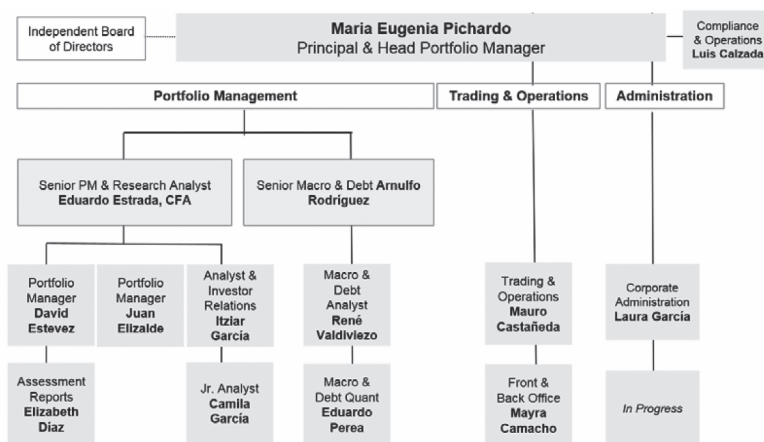 Independent Board
of Directors
Maria Eugenia Pichardo
Principal & Head Portfolio Manager
Compliance
& Operations
Luis Calzada
Portfolio Management
Trading & Operations
Administration
Senior PM & Research Analyst
Eduardo Estrada, CFA
Senior Macro & Debt Arnulfo
Rodriguez
Portfolio
Manager
David
Estevez
Portfolio
Manager
Juan
Elizalde
Analyst &
Investor
Relations
Itziar
García
Macro &
Debt
Analyst
René
Valdiviezo
Trading &
Operations
Mauro
Castañeda
Corporate
Administration
Laura García
Assessment
Reports
Elizabeth
Diaz
Jr. Analyst
Camila
García
Macro &
Debt Quant
Eduardo
Perea
Front &
Back Office
Mayra
Camacho
In Progress